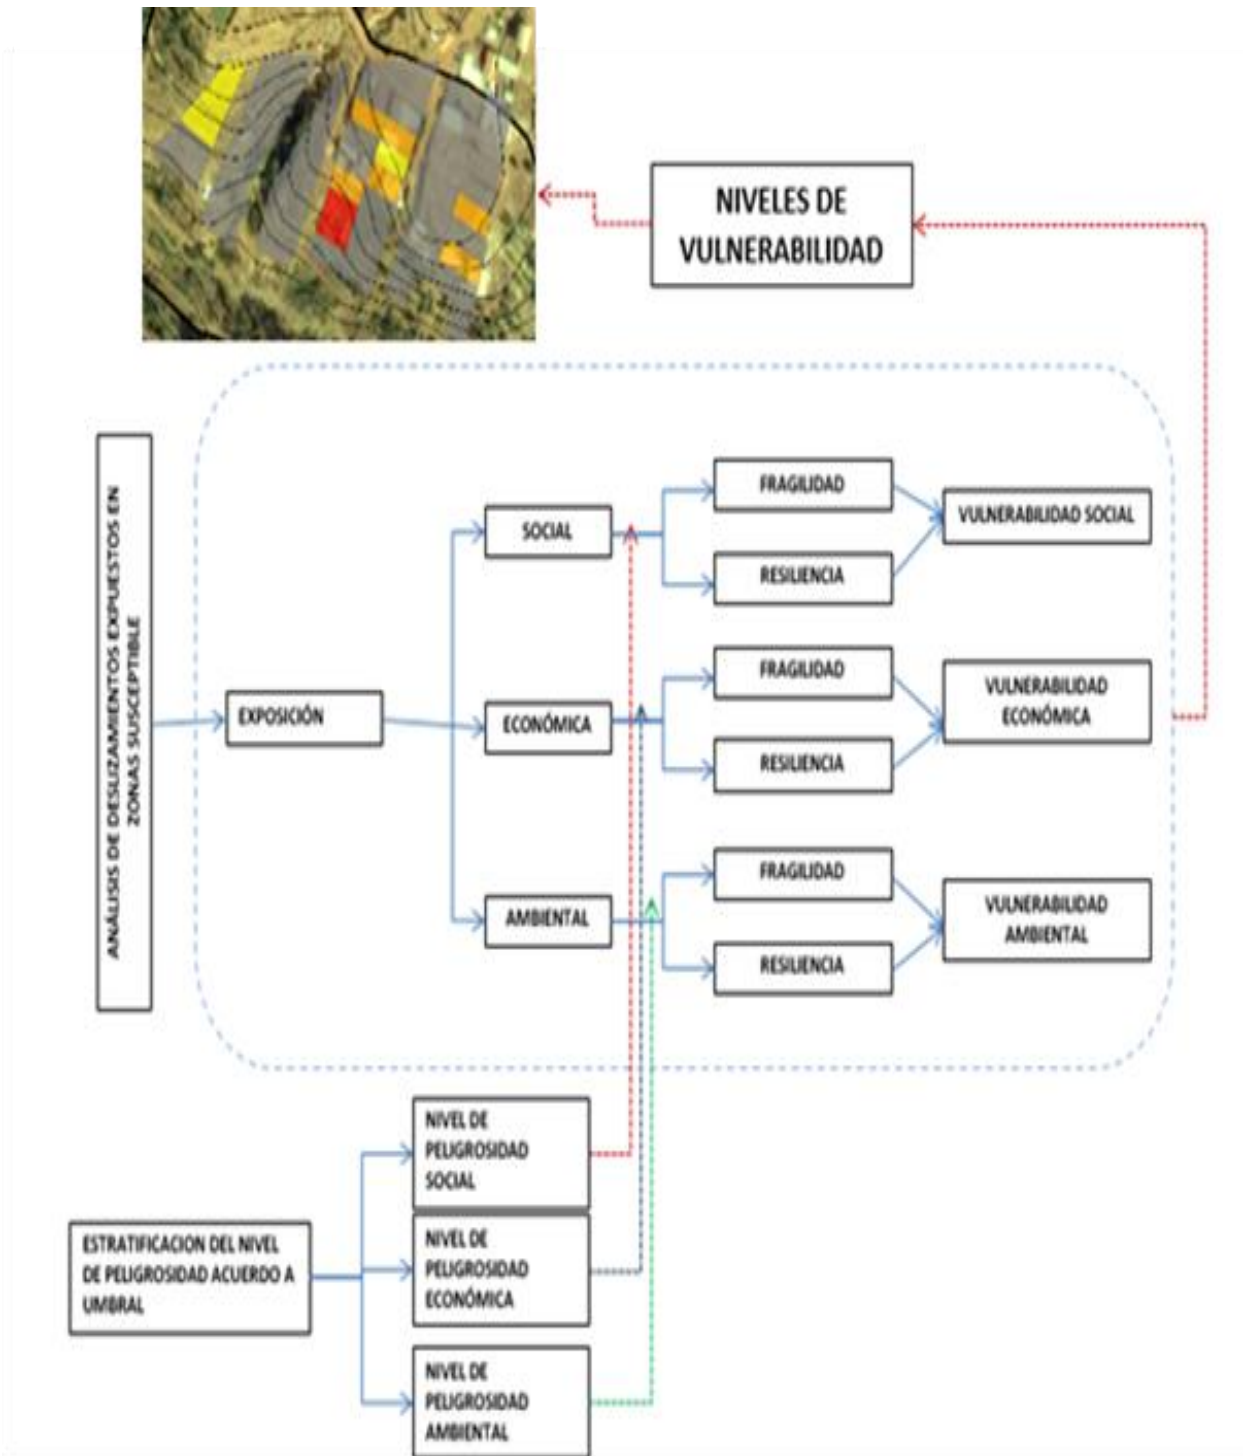 NIVELES DE
VULNERABILIDAD
ANÁLISIS DE DESLIZAMIENTOS EXPUESTOS EN
ZONAS SUSCEPTIBLE
EXPOSICIÓN
SOCIAL
FRAGILIDAD
RESILIENCIA
VULNERABILIDAD SOCIAL
ECONÓMICA
FRAGILIDAD
RESILIENCIA
VULNERABILIDAD
ECONÓMICA
AMBIENTAL
FRAGILIDAD
RESILIENCIA
VULNERABILIDAD
AMBIENTAL
ESTRATIFICACION DEL NIVEL
DE PELIGROSIDAD ACUERDO A
UMBRAL
NIVEL DE
PELIGROSIDAD
SOCIAL
NIVEL DE
PELIGROSIDAD
ECONÓMICA
NIVEL DE
PELIGROSIDAD
AMBIENTAL